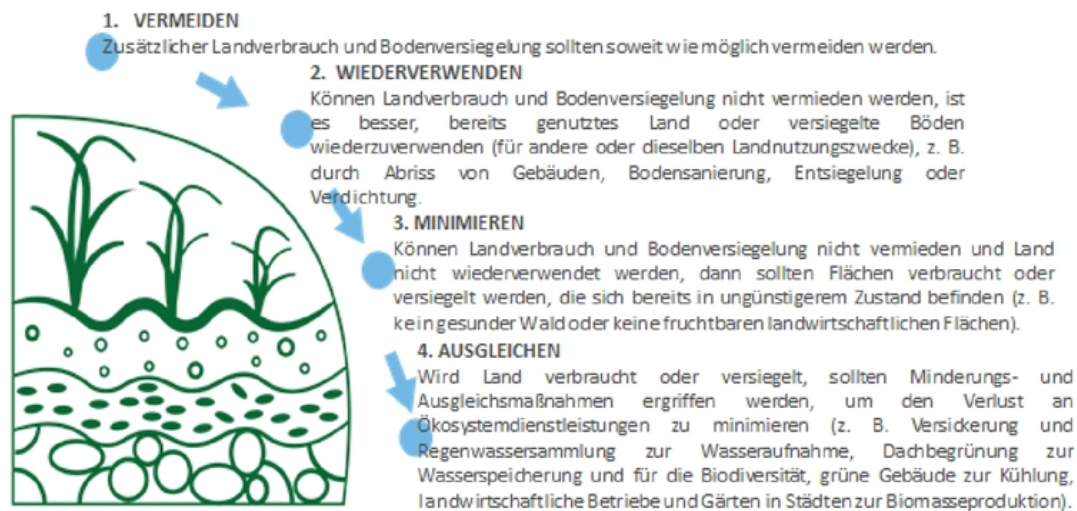 1. VERMEIDEN
Zusätzlicher Landverbrauch und Bodenversiegelung sollten soweit wie möglich vermeiden werden.
2. WIEDERVERWENDEN
Können Landverbrauch und Bodenversiegelung nicht vermieden werden, ist
es besser, bereits genutztes Land oder versiegelte Böden
wiederzuverwenden (für andere oder dieselben Landnutzungszwecke), z. B.
durch Abriss von Gebäuden, Bodensanierung, Entsiegelung oder
Verdichtung.
3. MINIMIEREN
Können Landverbrauch und Bodenversiegelung nicht vermieden und Land
nicht wiederverwendet werden, dann sollten Flächen verbraucht oder
versiegelt werden, die sich bereits in ungünstigerem Zustand befinden (z. B.
kein gesunder Wald oder keine fruchtbaren landwirtschaftlichen Flächen).
4. AUSGLEICHEN
Wird Land verbraucht oder versiegelt, sollten Minderungs- und
Ausgleichsmaßnahmen ergriffen werden, um den Verlust an
Ökosystemdienstleistungen zu minimieren (z. B. Versickerung und
Regenwassersammlung zur Wasseraufnahme, Dachbegrünung zur
Wasserspeicherung und für die Biodiversität, grüne Gebäude zur Kühlung,
landwirtschaftliche Betriebe und Gärten in Städten zur Biomasseproduktion).